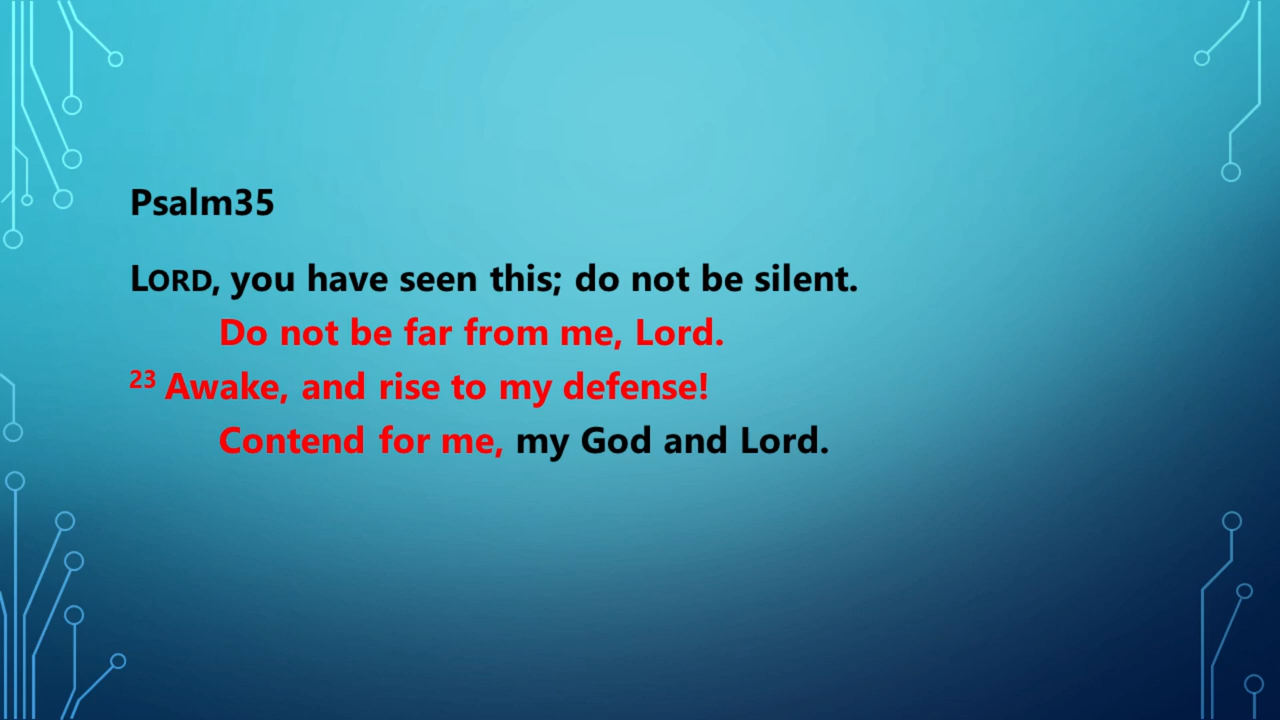 Psalm35
LORD, you have seen this; do not be silent.
Do not be far from me, Lord.
23 Awake, and rise to my defense!
Contend for me, my God and Lord.